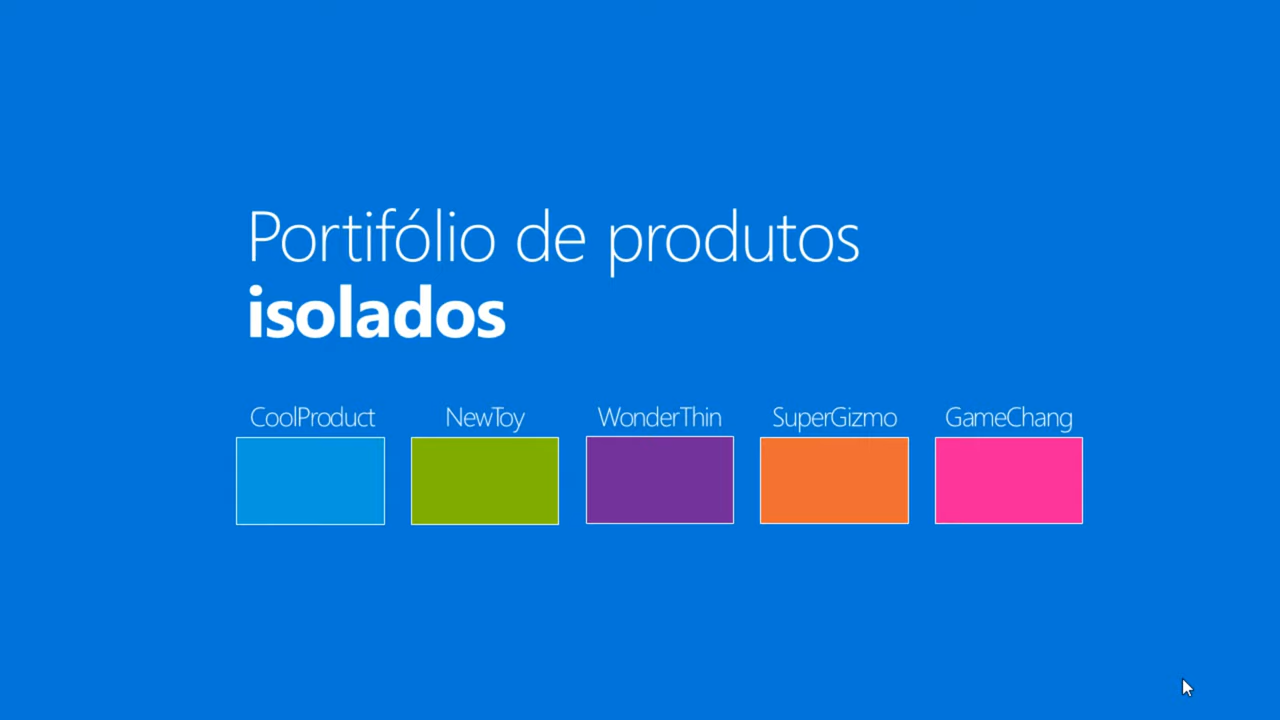 Portifólio de produtos
isolados
CoolProduct NewToy WonderThin SuperGizmo GameChang